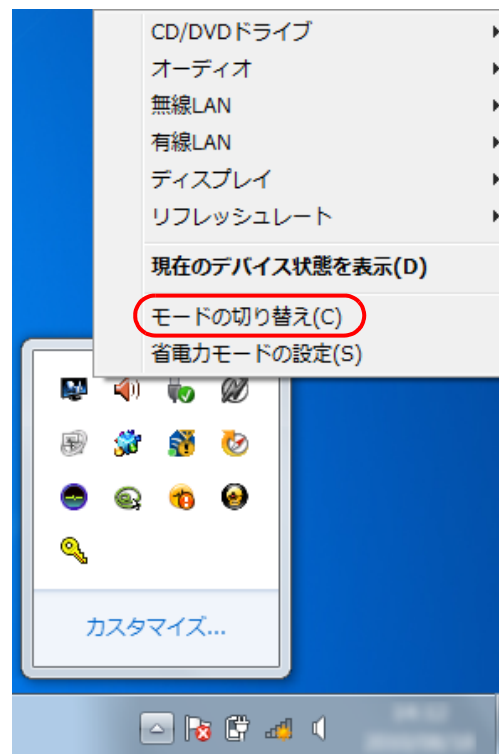 CD/DVDドライブ
オーディオ
無線LAN
有線LAN
ディスプレイ
リフレッシュレート
現在のデバイス状態を表示(D)
モードの切り替え(C)
省電力モードの設定(S)
カスタマイズ...